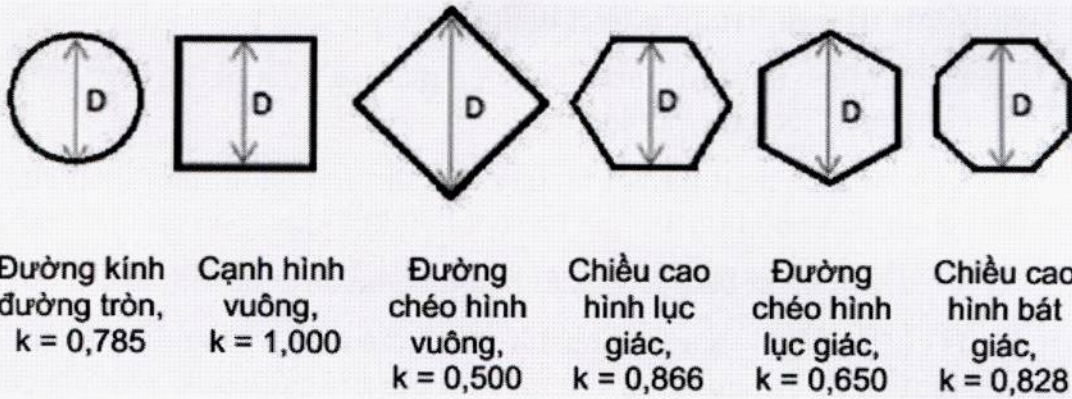 D
D
D
D
D
D
Đường kính
đường tròn,
k = 0,785
Cạnh hình
vuông,
k = 1,000
Đường
chéo hình
vuông,
k = 0,500
Chiều cao
hình lục
giác,
k = 0,866
Đường
chéo hình
lục giác,
k = 0,650
Chiều cao
hình bát
giác,
k = 0,828